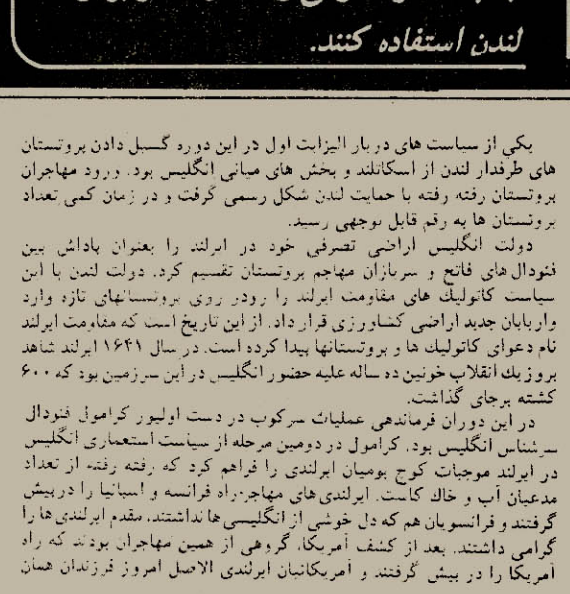 لندن استفاده کنند.
یکی از سیاست های دربار الیزابت اول در این دوره گسیل دادن پروتستان
های طرفدار لندن از اسکاتلند و بخش های میانی انگلیس بود. ورود مهاجران
پروتستان رفته رفته با حمایت لندن شکل رسمی گرفت و در زمان کمی تعداد
پروتستان ها به رقم قابل توجهی رسید.
دولت انگلیس اراضی تصرفی خود در ایرلند را بعنوان پاداش بین
فئودال های فاتح و سربازان مهاجم پروتستان تقسیم کرد. دولت لندن با این
سیاست کاتولیك های مقاومت ایرلند را رودر روی پروتستانهای تازه وارد
واربابان جدید اراضی کشاورزی قرار داد. از این تاریخ است که مقاومت ایرلند
نام دعوای کاتولیك ها و پروتستانها پیدا کرده است. در سال ۱۶۴۱ ایرلند شاهد
بروز یك انقلاب خونین ده ساله علیه حضور انگلیس در این سرزمین بود که ۶۰۰
کشته برجای گذاشت.
در این دوران فرماندهی عملیات سرکوب در دست اولیور کرامول فئودال
سرشناس انگلیس بود. کرامول در دومین مرحله از سیاست استعماری انگلیس
در ایرلند موجبات کوچ بومیان ایرلندی را فراهم کرد که رفته رفته از تعداد
مدعیان آب و خاك کاست. ایرلندی های مهاجر راه فرانسه و اسپانیا را درپیش
گرفتند و فرانسویان هم که دل خوشی از انگلیسی ها نداشتند، مقدم ایرلندی ها را
گرامی داشتند. بعد از کشف آمریکا، گروهی از همین مهاجران بودند که راه
آمریکا را در پیش گرفتند و آمریکائیان ایرلندی الاصل امروز فرزندان همان